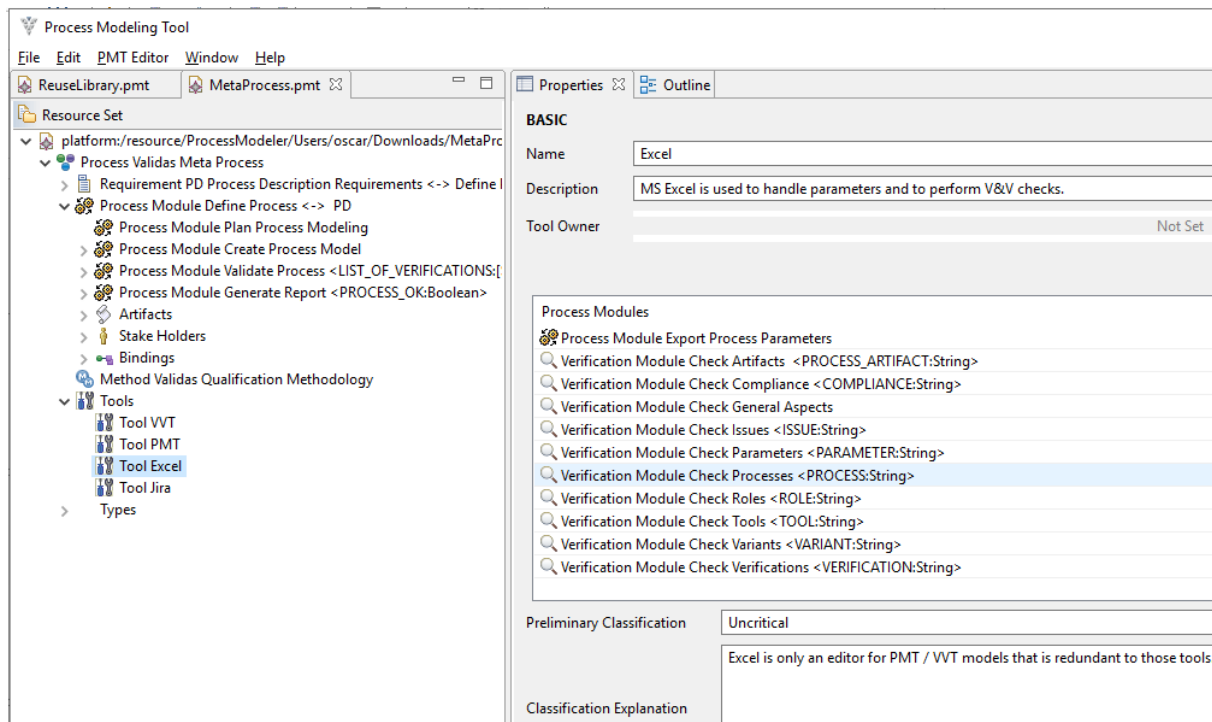 Process Modeling Tool
File Edit PMT Editor Window Help
ReuseLibrary.pmt MetaProcess.pmt
Resource Set
platform:/resource/ProcessModeler/Users/oscar/Downloads/MetaPrc
Process Validas Meta Process
Requirement PD Process Description Requirements <-> Define
Process Module Define Process <-> PD
Process Module Plan Process Modeling
Process Module Create Process Model
Process Module Validate Process <LIST_OF_VERIFICATIONS:[
Process Module Generate Report <PROCESS_OK:Boolean>
Artifacts
Stake Holders
Bindings
Method Validas Qualification Methodology
Tools
Tool VVT
Tool PMT
Tool Excel
Tool Jira
Types
Properties Outline
BASIC
Name Excel
Description MS Excel is used to handle parameters and to perform V&V checks.
Tool Owner Not Set
Process Modules
Process Module Export Process Parameters
Verification Module Check Artifacts <PROCESS_ARTIFACT:String>
Verification Module Check Compliance <COMPLIANCE:String>
Verification Module Check General Aspects
Verification Module Check Issues <ISSUE:String>
Verification Module Check Parameters <PARAMETER:String>
Verification Module Check Processes <PROCESS:String>
Verification Module Check Roles <ROLE:String>
Verification Module Check Tools <TOOL:String>
Verification Module Check Variants <VARIANT:String>
Verification Module Check Verifications <VERIFICATION:String>
Preliminary Classification Uncritical
Excel is only an editor for PMT / VVT models that is redundant to those tools
Classification Explanation